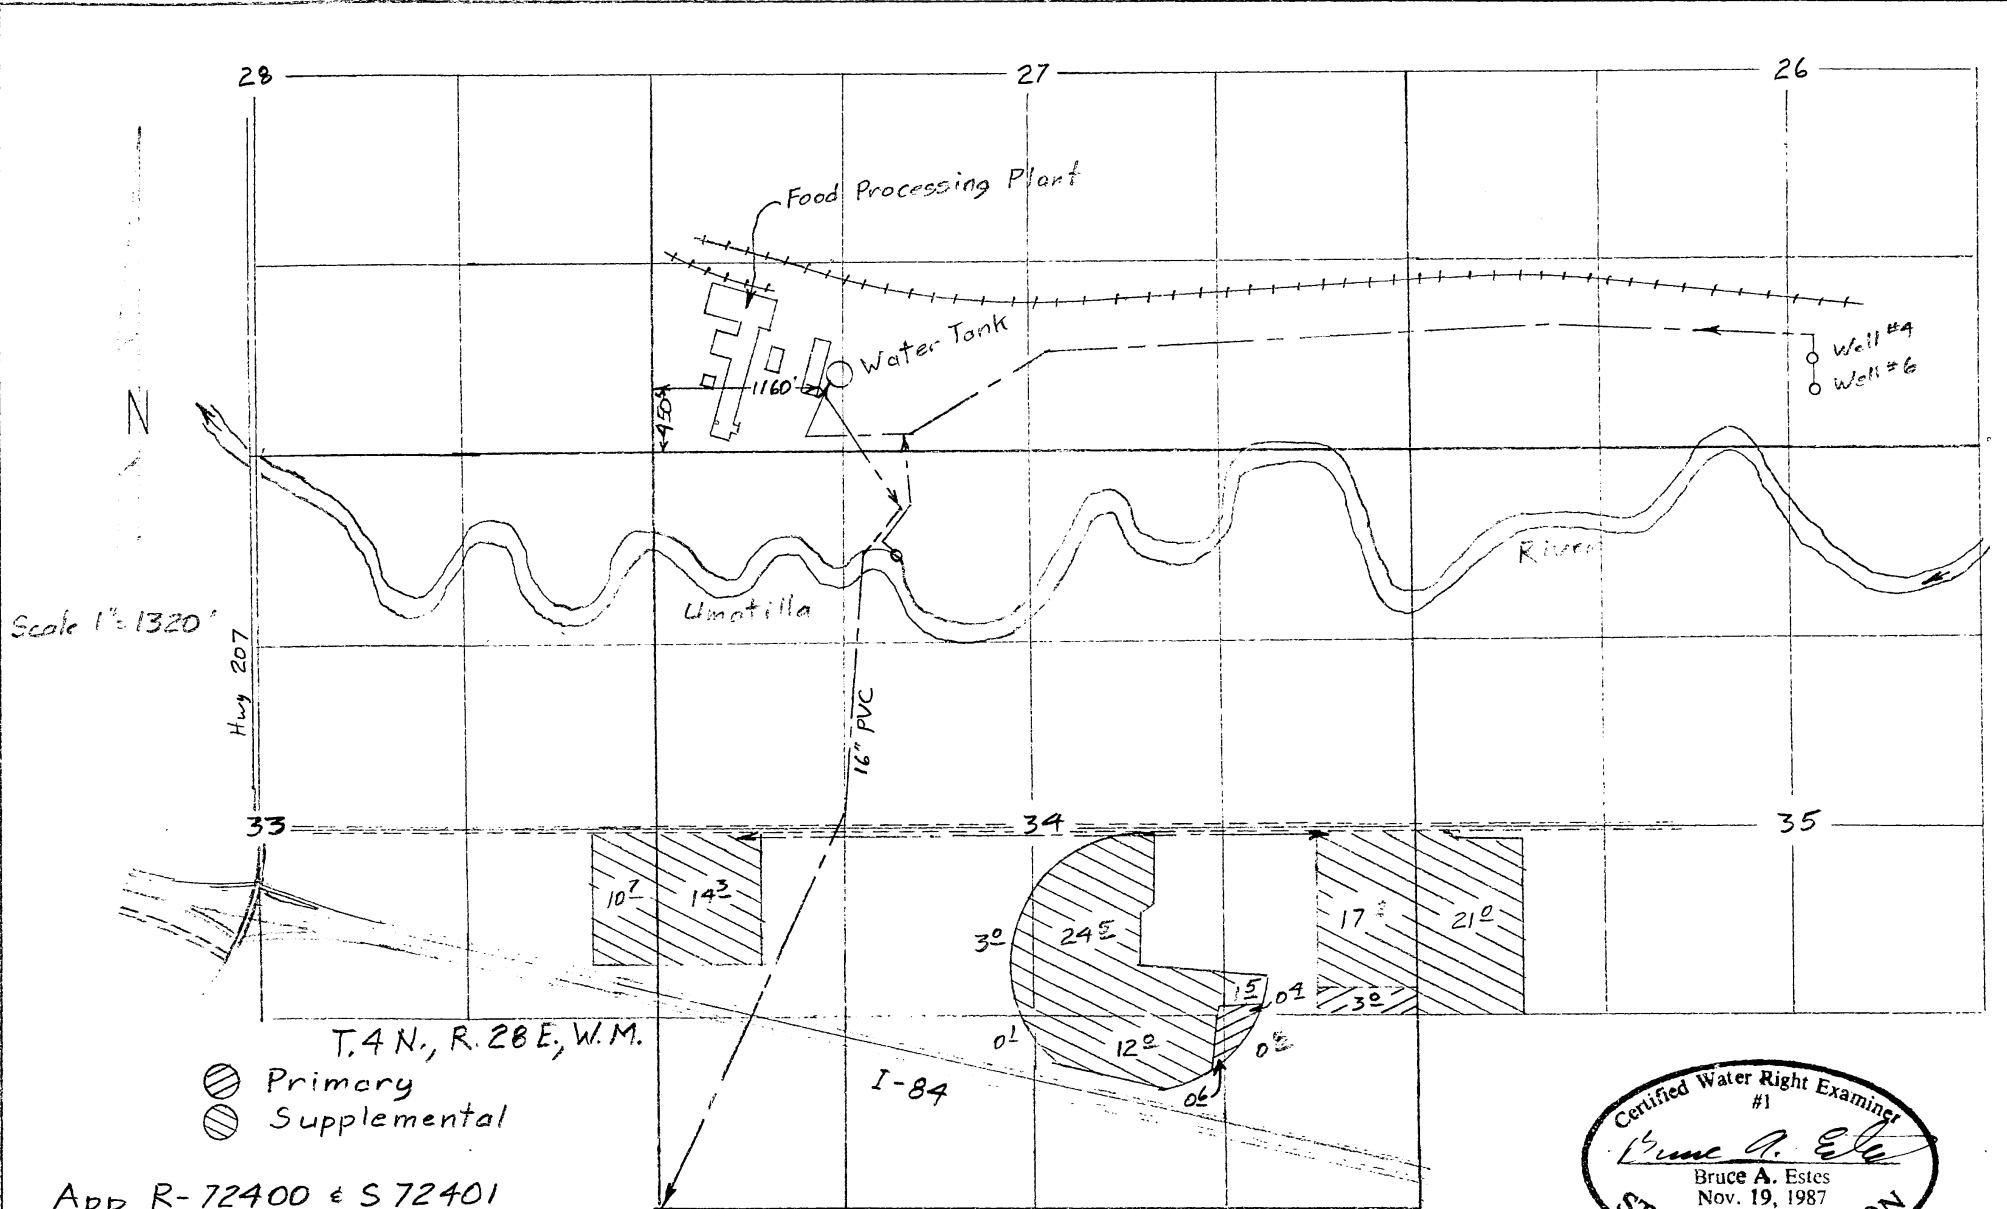 28
27
26
Food Processing Plant
Water Tank
Well #4
Well #6
1160'
450'
N
River
Umatilla
Scale 1"=1320'
Hwy 207
16" PVC
33
34
35
10 7
14 3
3 0
24 5
17
21 0
1 5
0 4
3 0
0 1
12 0
0
0 6
T. 4 N., R. 28 E., W.M.
Primary
Supplemental
I-84
App R-72400 & S 72401
Certified Water Right Examiner
#1
Bruce A. Estes
Bruce A. Estes
Nov. 19, 1987